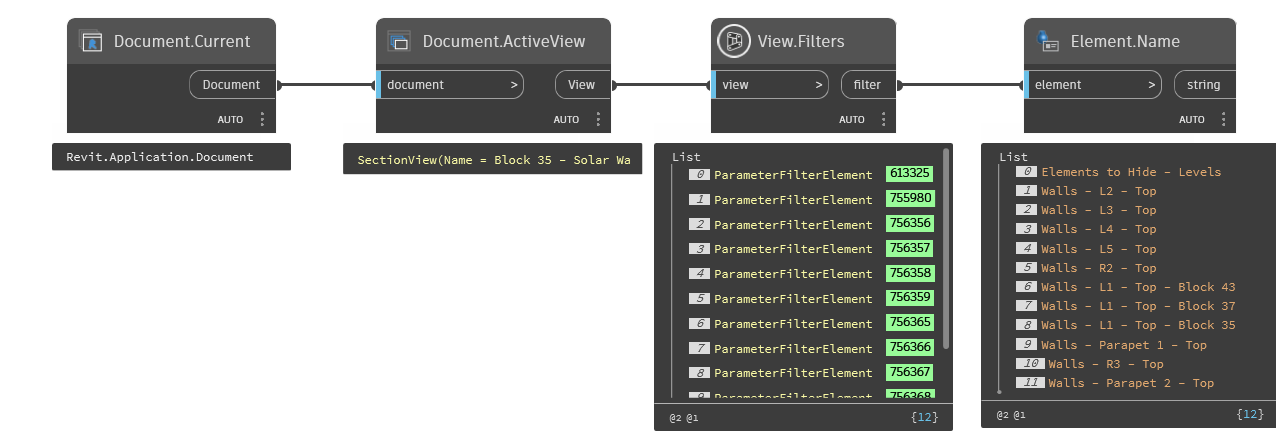 Document.Current
Document
AUTO
Revit.Application.Document
Document.ActiveView
document > View
AUTO
SectionView(Name = Block 35 - Solar Wa
View.Filters
view > filter
AUTO
List
0 ParameterFilterElement 613325
1 ParameterFilterElement 755980
2 ParameterFilterElement 756356
3 ParameterFilterElement 756357
4 ParameterFilterElement 756358
5 ParameterFilterElement 756359
6 ParameterFilterElement 756365
7 ParameterFilterElement 756366
8 ParameterFilterElement 756367
9 ParameterFilterElement 756368
@2 @1 {12}
Element.Name
element > string
AUTO
List
0 Elements to Hide - Levels
1 Walls - L2 - Top
2 Walls - L3 - Top
3 Walls - L4 - Top
4 Walls - L5 - Top
5 Walls - R2 - Top
6 Walls - L1 - Top - Block 43
7 Walls - L1 - Top - Block 37
8 Walls - L1 - Top - Block 35
9 Walls - Parapet 1 - Top
10 Walls - R3 - Top
11 Walls - Parapet 2 - Top
@2 @1 {12}